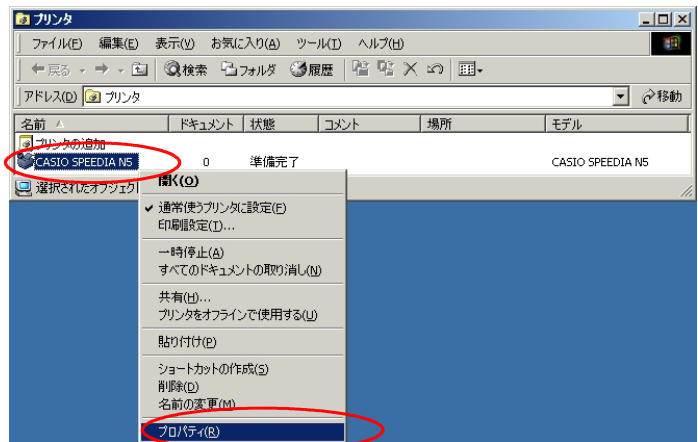 プリンタ
ファイル(F) 編集(E) 表示(V) お気に入り(A) ツール(T) ヘルプ(H)
戻る 検索 フォルダ 履歴
アドレス(D) プリンタ 移動
名前 ドキュメント 状態 コメント 場所 モデル
プリンタの追加
CASIO SPEEDIA N5 0 準備完了 CASIO SPEEDIA N5
選択されたオブジェクト
開く(O)
通常使うプリンタに設定(F)
印刷設定(T)...
一時停止(A)
すべてのドキュメントの取り消し(N)
共有(H)...
プリンタをオフラインで使用する(U)
貼り付け(P)
ショートカットの作成(S)
削除(D)
名前の変更(M)
プロパティ(R)